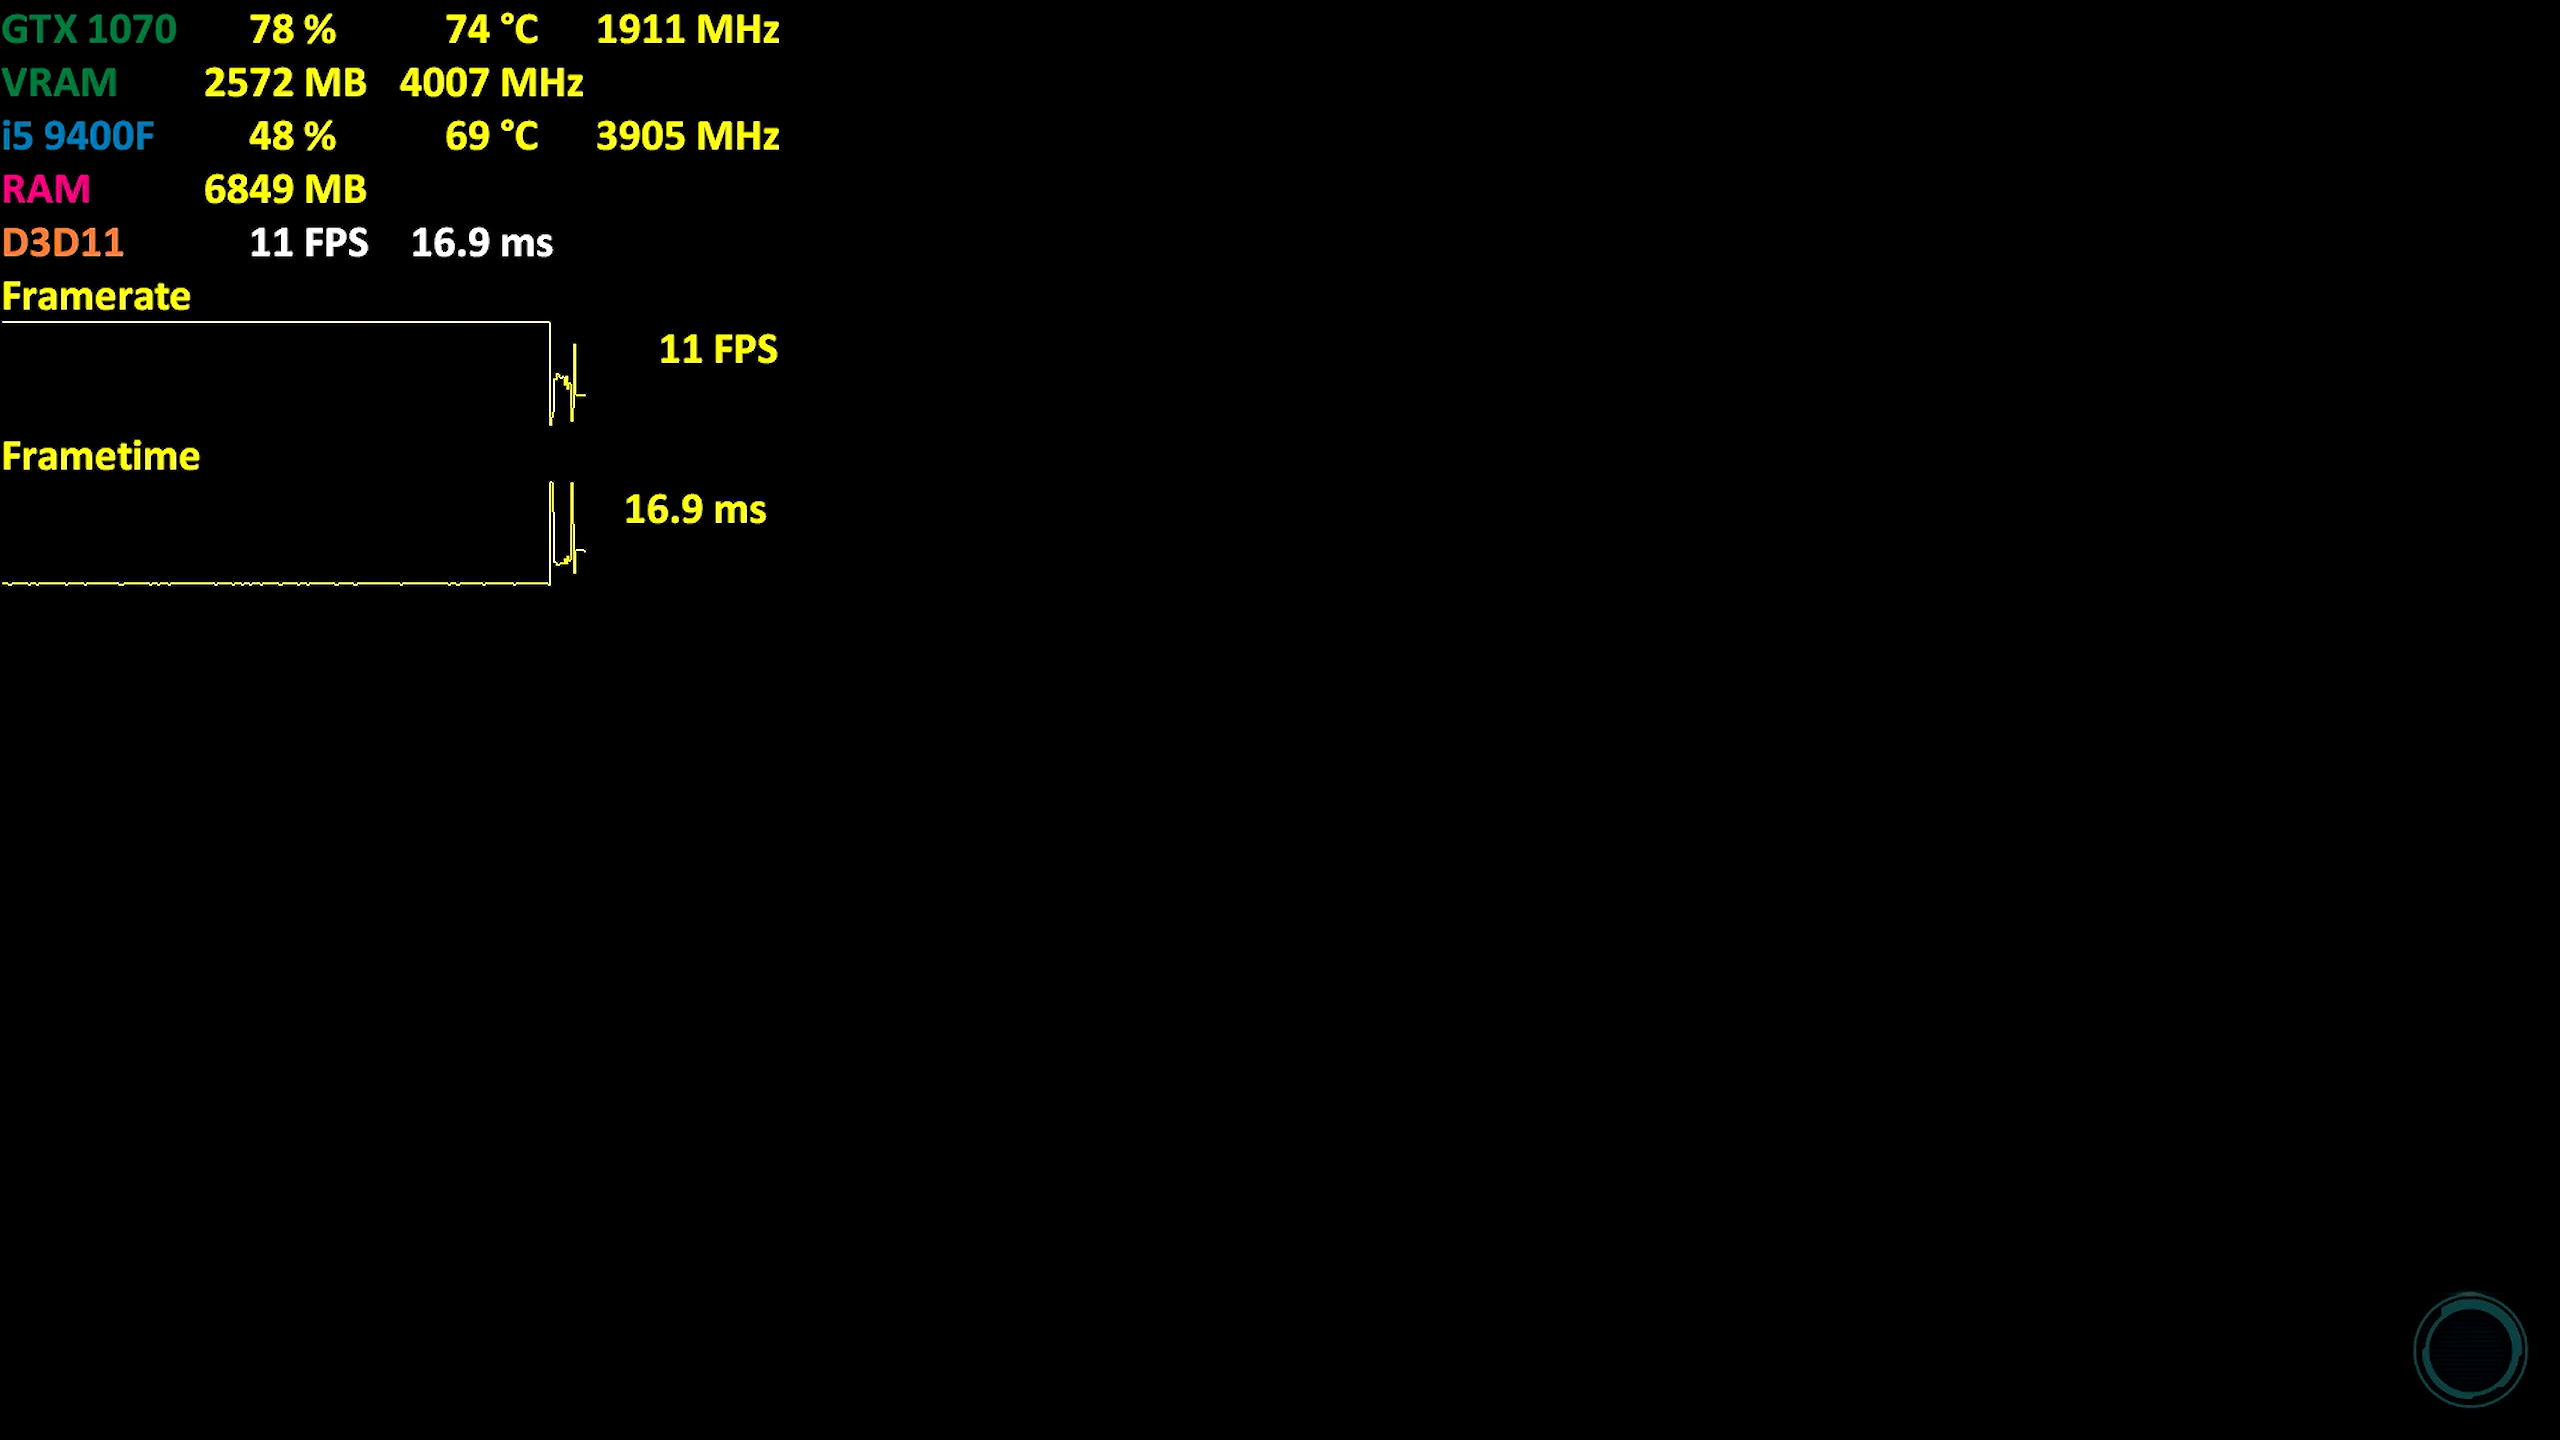 GTX 1070 78 % 74 °C 1911 MHz
VRAM 2572 MB 4007 MHz
i5 9400F 48 % 69 °C 3905 MHz
RAM 6849 MB
D3D11 11 FPS 16.9 ms
Framerate
11 FPS
Frametime
16.9 ms